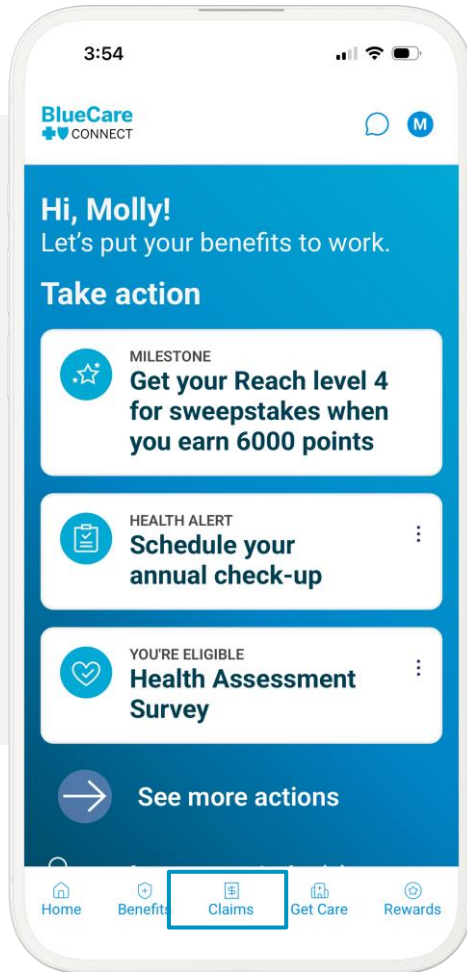 3:54
BlueCare
CONNECT
M
Hi, Molly!
Let's put your benefits to work.
Take action
MILESTONE
Get your Reach level 4
for sweepstakes when
you earn 6000 points
HEALTH ALERT
Schedule your
annual check-up
YOU'RE ELIGIBLE
Health Assessment
Survey
See more actions
Home Benefits Claims Get Care Rewards